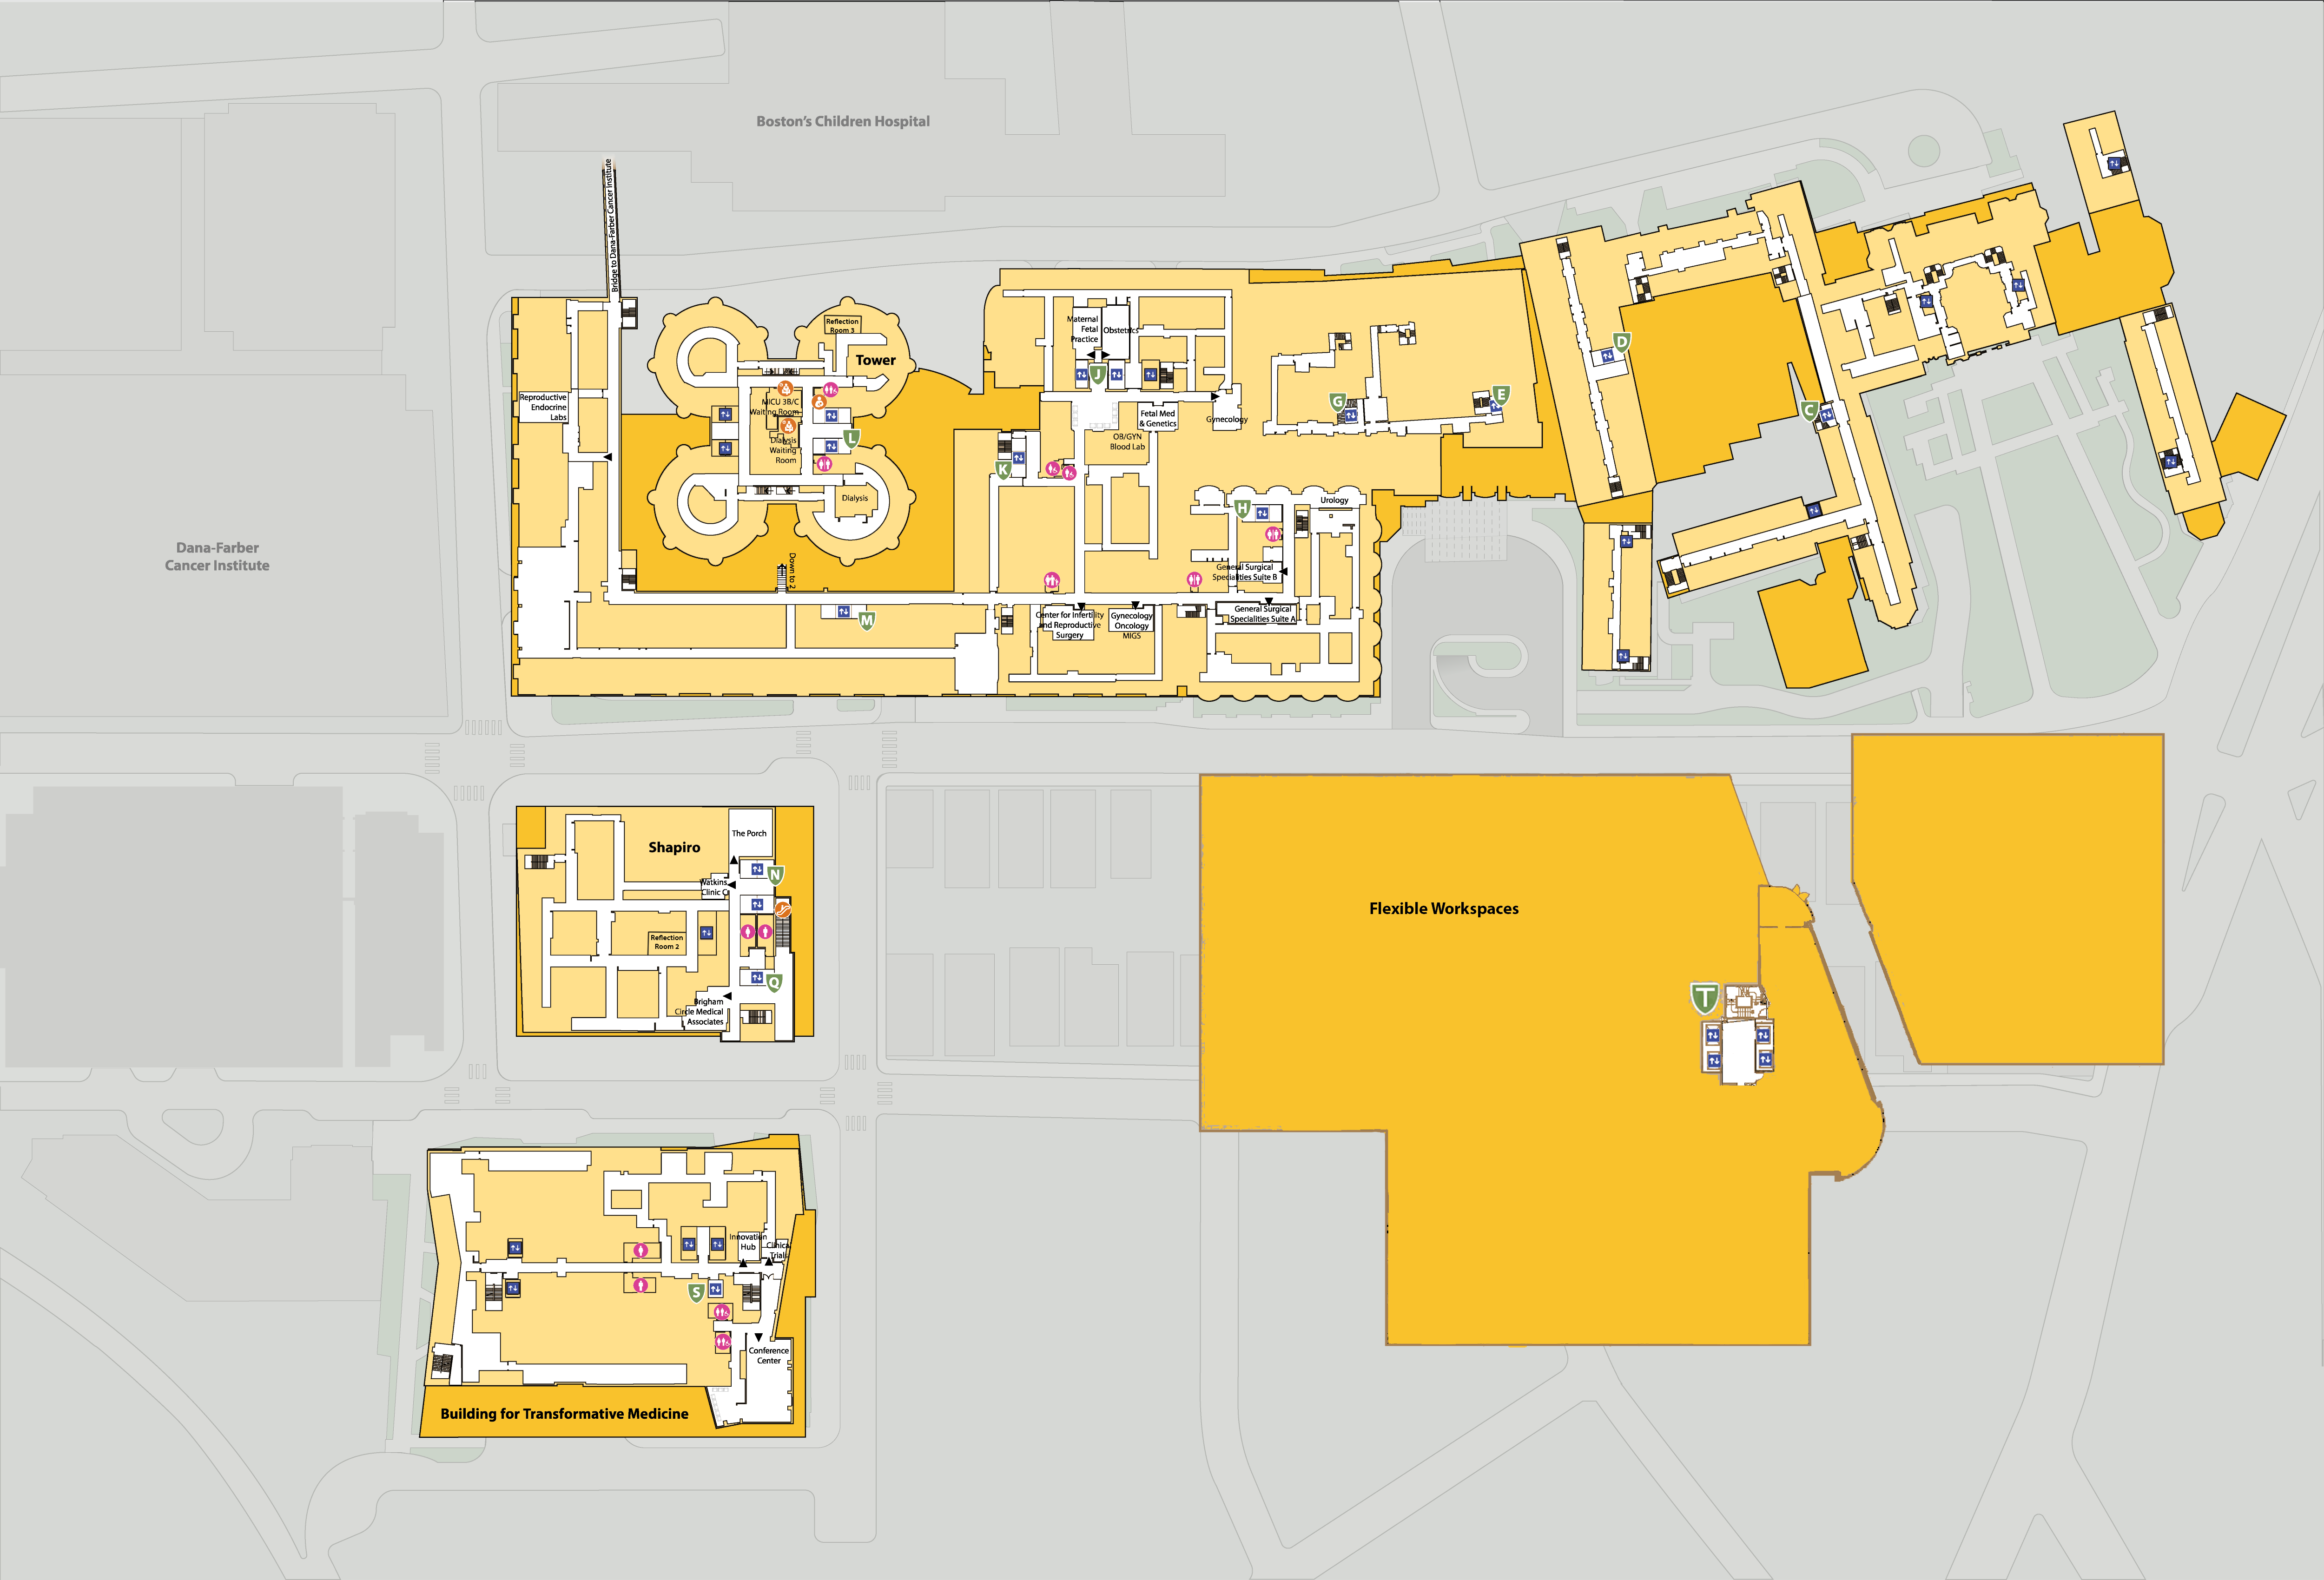 Boston's Children Hospital
Bridge to Dana-Farber Cancer Institute
Reflection
Room 3
Tower
Maternal
Fetal
Practice
Obstetrics
J
D
MICU 3B/C
Waiting Room
Reproductive
Endocrine
Labs
L
Dialysis
Waiting
Room
Dialysis
Fetal Med
& Genetics
Gynecology
OB/GYN
Blood Lab
G
E
C
K
H
Urology
Dana-Farber
Cancer Institute
Down to 2
General Surgical
Specialities Suite B
M
Center for Infertility
and Reproductive
Surgery
Gynecology
Oncology
MIGS
General Surgical
Specialities Suite A
Shapiro
The Porch
N
Watkins
Clinic C
Reflection
Room 2
Q
Brigham
Circle Medical
Associates
Flexible Workspaces
T
Innovation
Hub
Clinical
Trials
S
Conference
Center
Building for Transformative Medicine